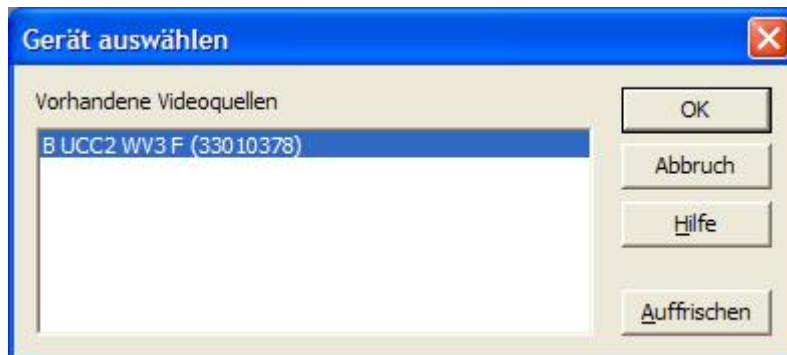 Gerät auswählen
Vorhandene Videoquellen
B UCC2 WV3 F (33010378)
OK
Abbruch
Hilfe
Auffrischen